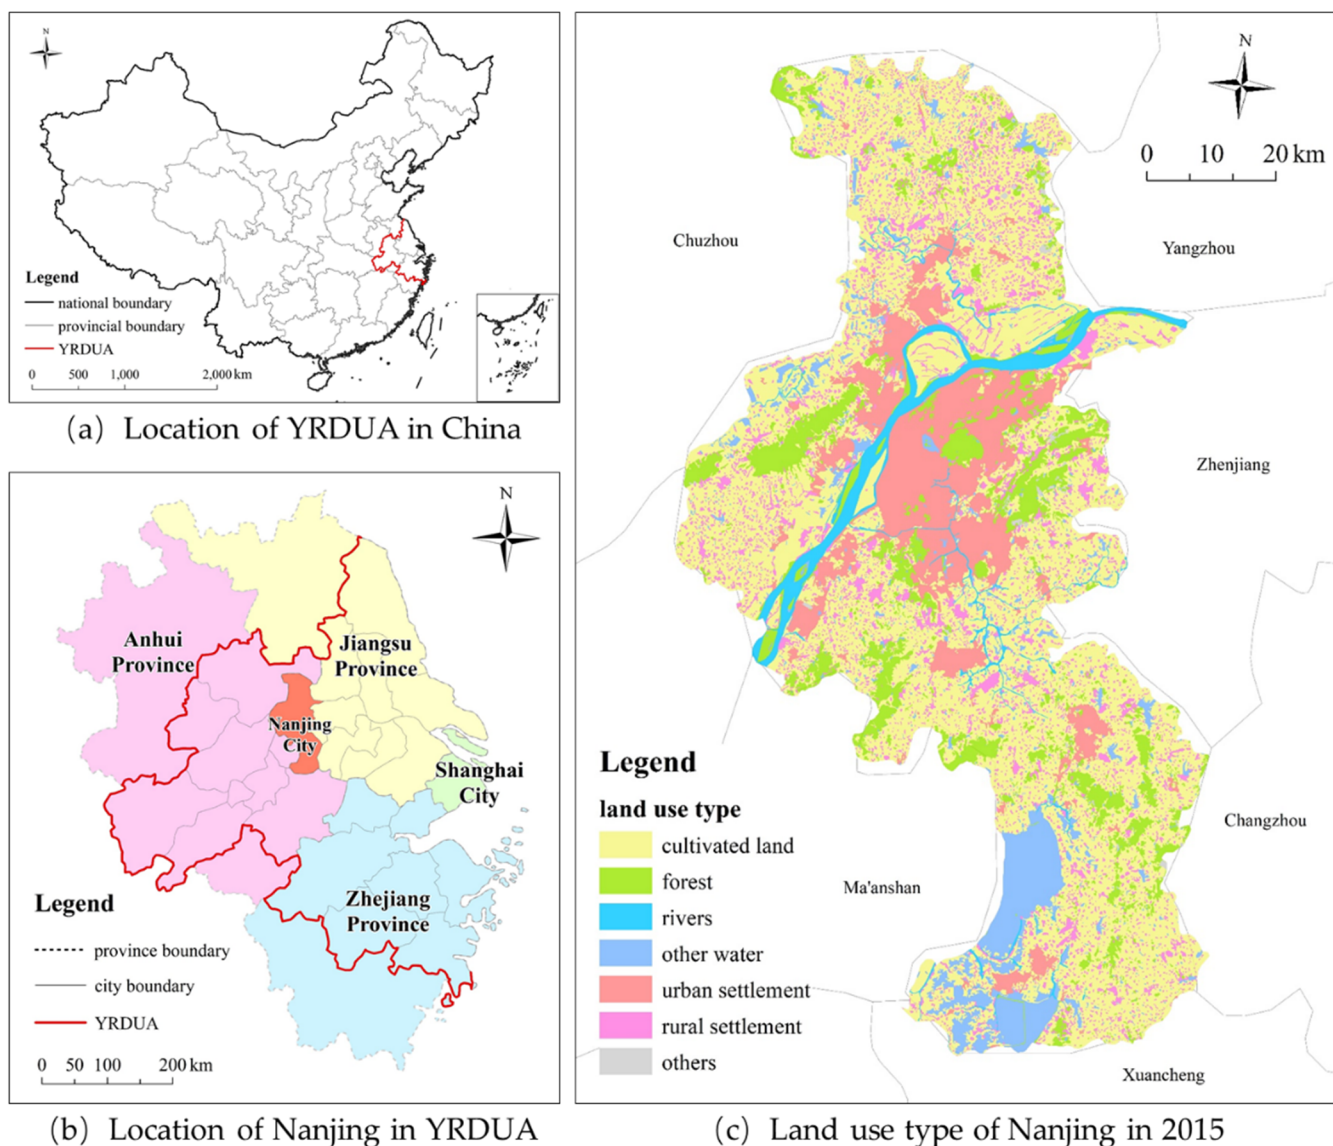 N
Legend
national boundary
provincial boundary
YRDUA
0 500 1,000 2,000 km
(a) Location of YRDUA in China
N
Anhui
Province
Jiangsu
Province
Nanjing
City
Shanghai
City
Zhejiang
Province
Legend
province boundary
city boundary
YRDUA
0 50 100 200 km
(b) Location of Nanjing in YRDUA
N
0 10 20 km
Chuzhou
Yangzhou
Zhenjiang
Changzhou
Ma'anshan
Xuancheng
Legend
land use type
cultivated land
forest
rivers
other water
urban settlement
rural settlement
others
(c) Land use type of Nanjing in 2015